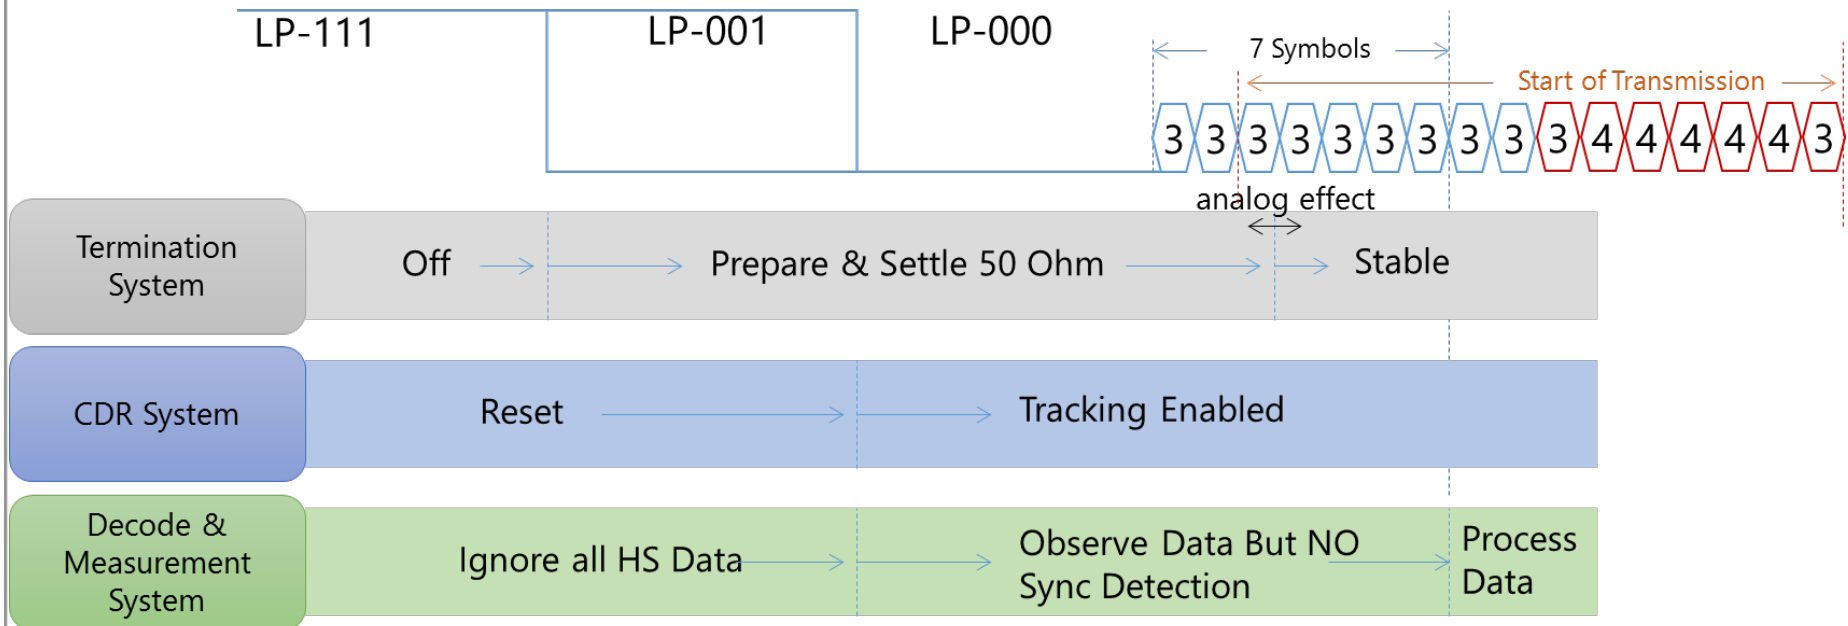 LP-111
LP-001
LP-000
7 Symbols
Start of Transmission
3 3 3 3 3 3 3 3 3 3 4 4 4 4 4 3
analog effect
Termination
System
Off
Prepare & Settle 50 Ohm
Stable
CDR System
Reset
Tracking Enabled
Decode &
Measurement
System
Ignore all HS Data
Observe Data But NO
Sync Detection
Process
Data